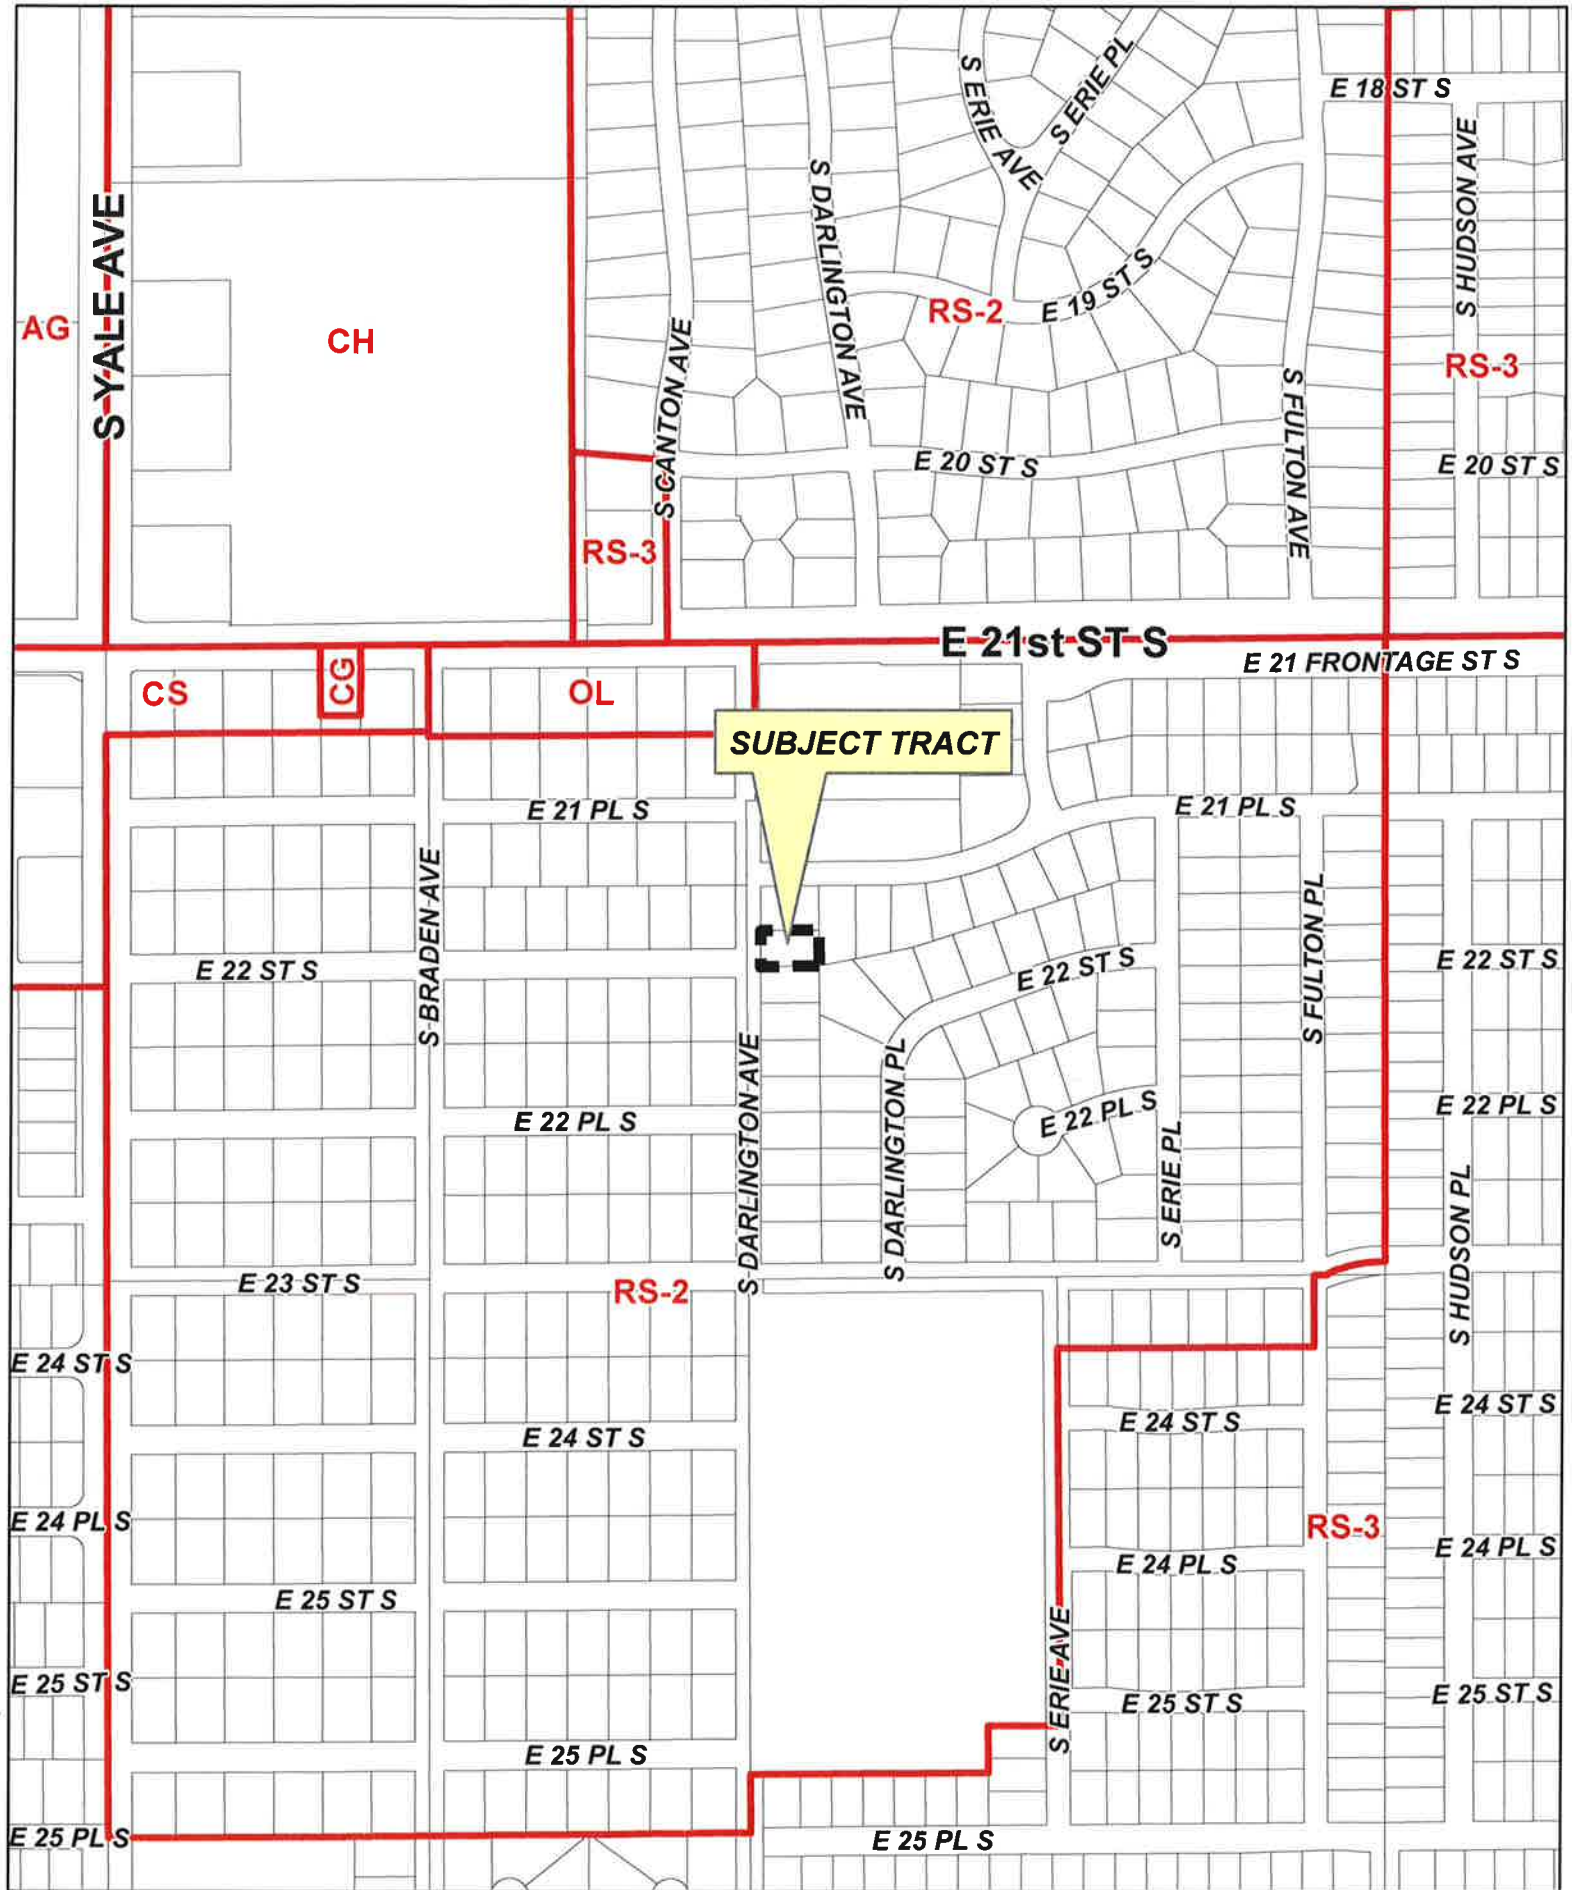 E 18 ST S
S ERIE PL
S ERIE AVE
S HUDSON AVE
S DARLINGTON AVE
S YALE AVE
E 19 ST S
RS-2
AG
CH
S CANTON AVE
RS-3
S FULTON AVE
E 20 ST S
E 20 ST S
RS-3
E 21st ST S
E 21 FRONTAGE ST S
CS
CG
OL
SUBJECT TRACT
E 21 PL S
E 21 PL S
S BRADEN AVE
S FULTON PL
E 22 ST S
E 22 ST S
E 22 ST S
S DARLINGTON AVE
S DARLINGTON PL
E 22 PL S
E 22 PL S
E 22 PL S
S ERIE PL
S HUDSON PL
E 23 ST S
RS-2
E 24 ST S
E 24 ST S
E 24 ST S
E 24 ST S
E 24 PL S
RS-3
E 24 PL S
E 24 PL S
E 25 ST S
S ERIE AVE
E 25 ST S
E 25 ST S
E 25 ST S
E 25 PL S
E 25 PL S
E 25 PL S